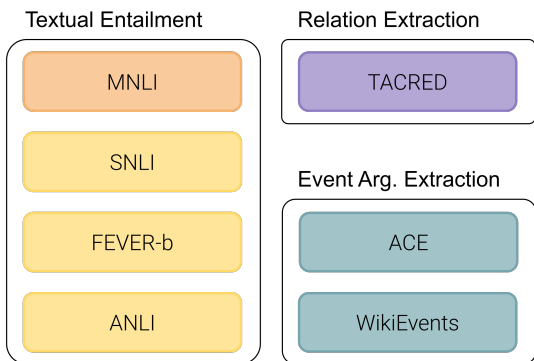 Textual Entailment
MNLI
SNLI
FEVER-b
ANLI
Relation Extraction
TACRED
Event Arg. Extraction
ACE
WikiEvents